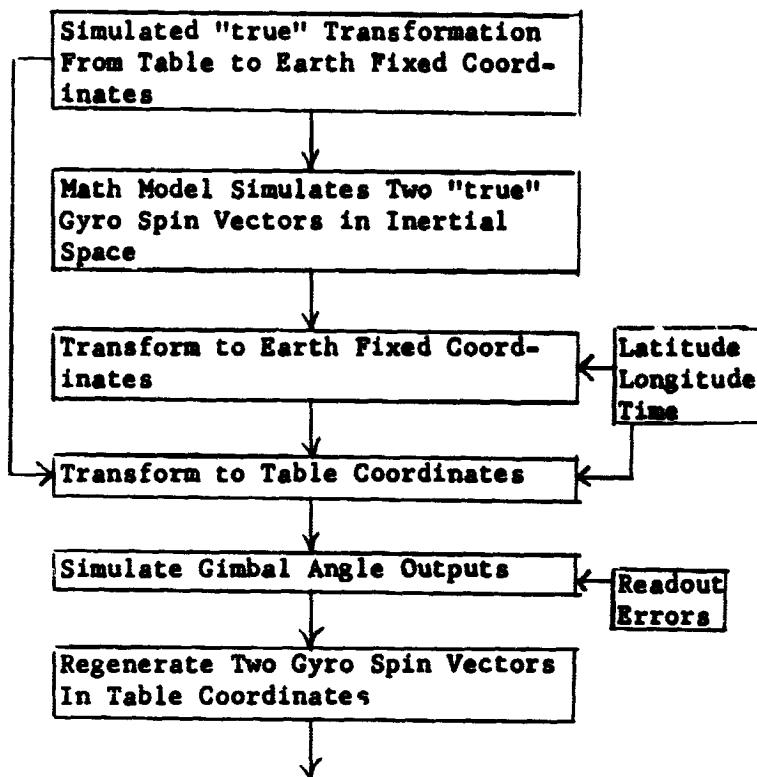 Simulated "true" Transformation
From Table to Earth Fixed Coord-
inates
Math Model Simulates Two "true"
Gyro Spin Vectors in Inertial
Space
Transform to Earth Fixed Coord-
inates
Latitude
Longitude
Time
Transform to Table Coordinates
Simulate Gimbal Angle Outputs
Readout
Errors
Regenerate Two Gyro Spin Vectors
In Table Coordinates